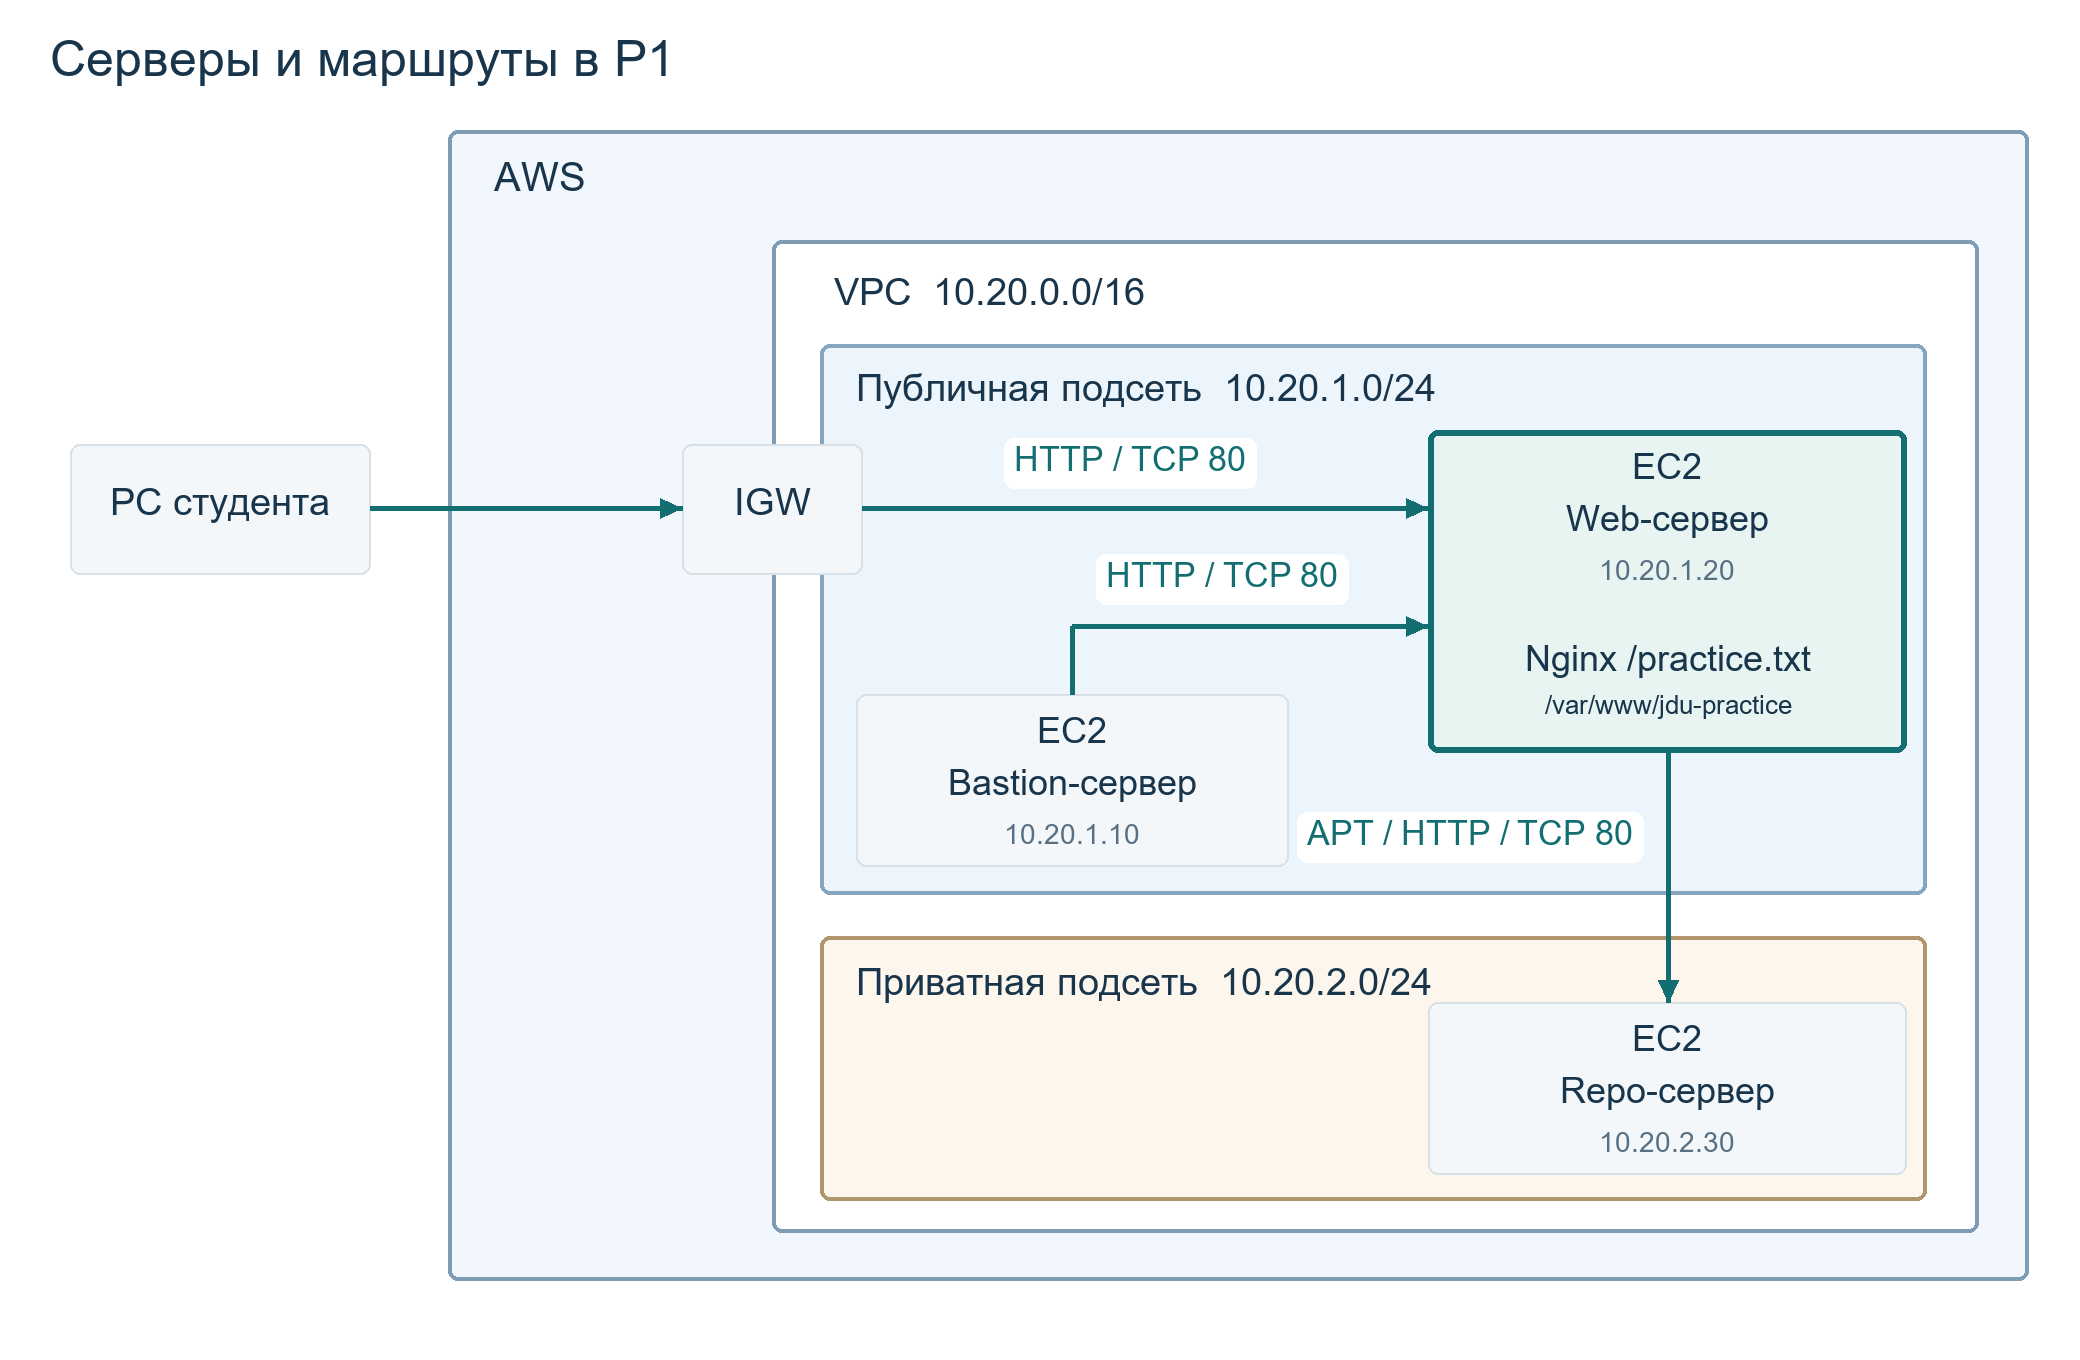 Серверы и маршруты в P1
AWS
VPC  10.20.0.0/16
Публичная подсеть  10.20.1.0/24
PC студента
IGW
HTTP / TCP 80
HTTP / TCP 80
EC2
Web-сервер
10.20.1.20
Nginx /practice.txt
/var/www/jdu-practice
EC2
Bastion-сервер
10.20.1.10
APT / HTTP / TCP 80
Приватная подсеть  10.20.2.0/24
EC2
Repo-сервер
10.20.2.30